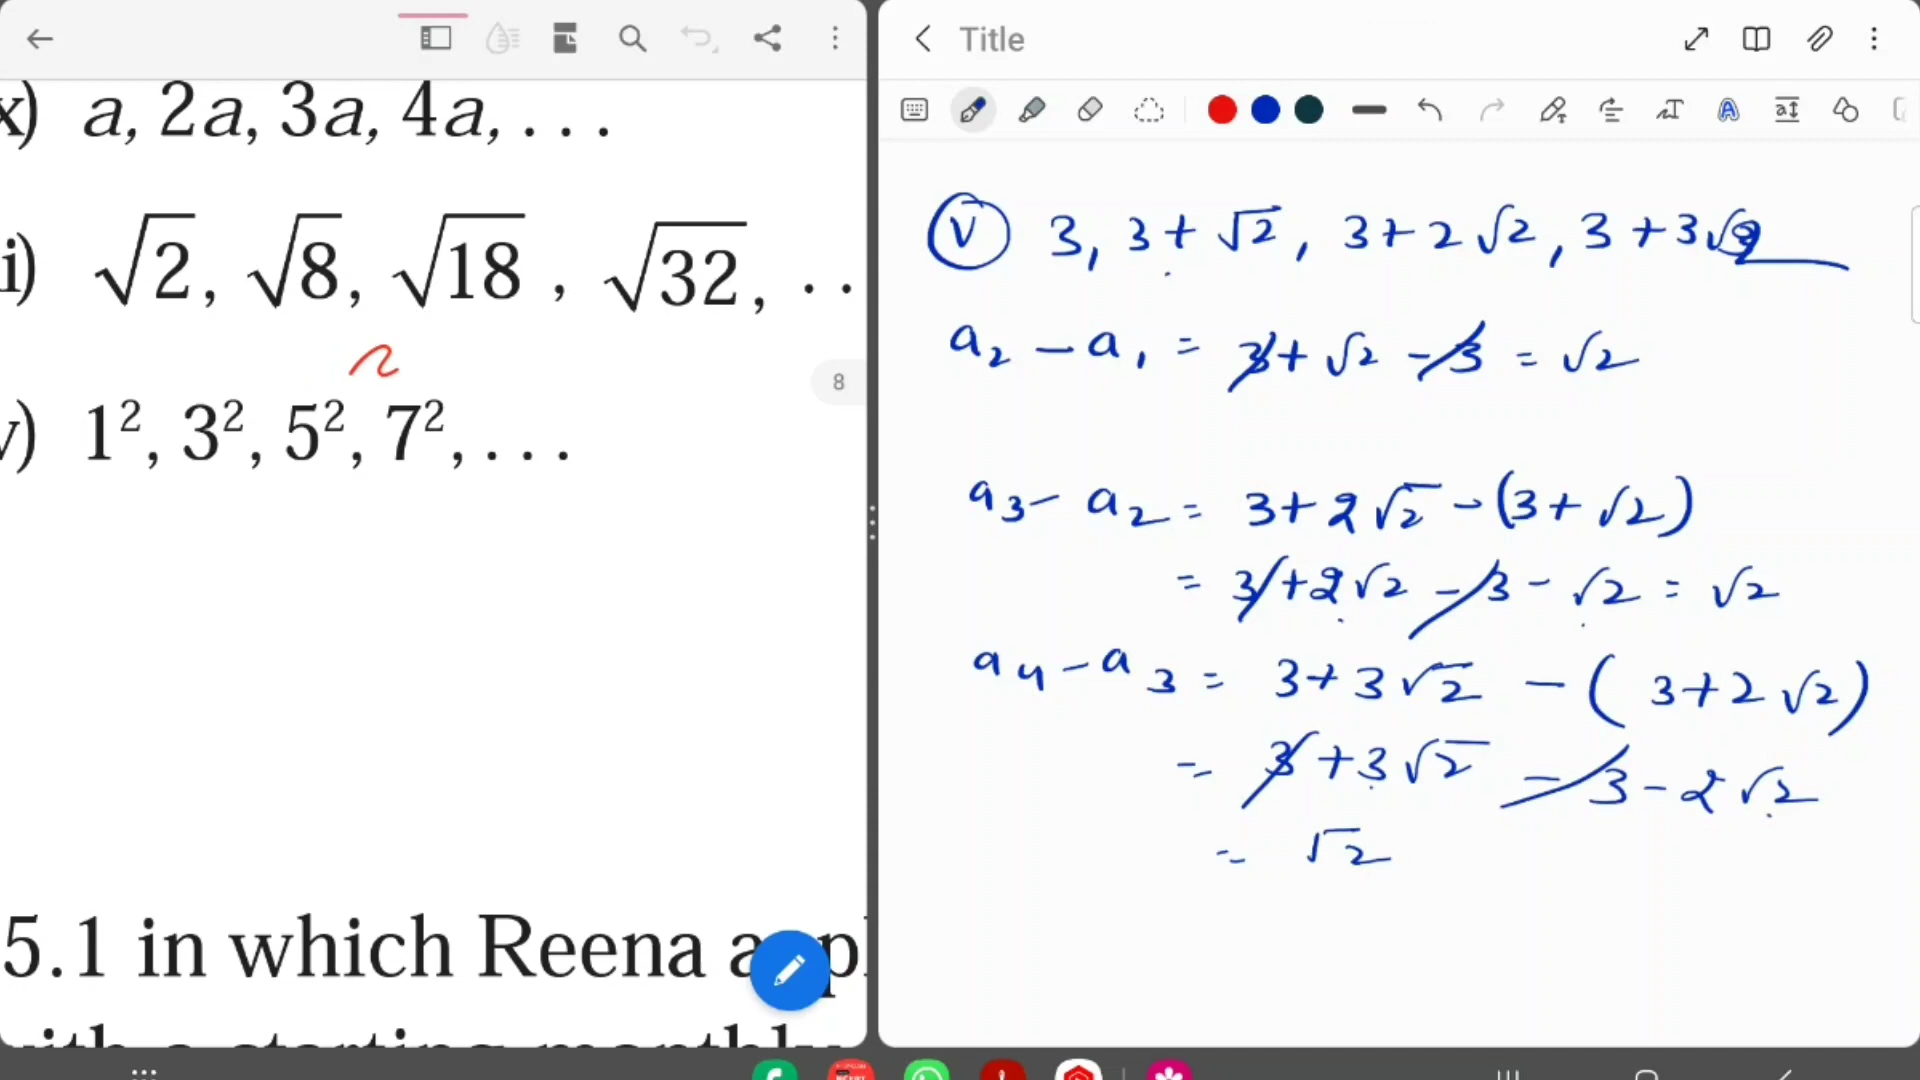 x) a, 2a, 3a, 4a, . . .
i) √2, √8, √18 , √32, . .
8
v) 1², 3², 5², 7², . . .
5.1 in which Reena
with a starting monthly
Title
(v) 3, 3 + √2, 3 + 2√2, 3 + 3√2
a₂ - a₁ = 3 + √2 - 3 = √2
a₃ - a₂ = 3 + 2√2 - (3 + √2)
= 3 + 2√2 - 3 - √2 = √2
a₄ - a₃ = 3 + 3√2 - (3 + 2√2)
= 3 + 3√2 - 3 - 2√2
= √2